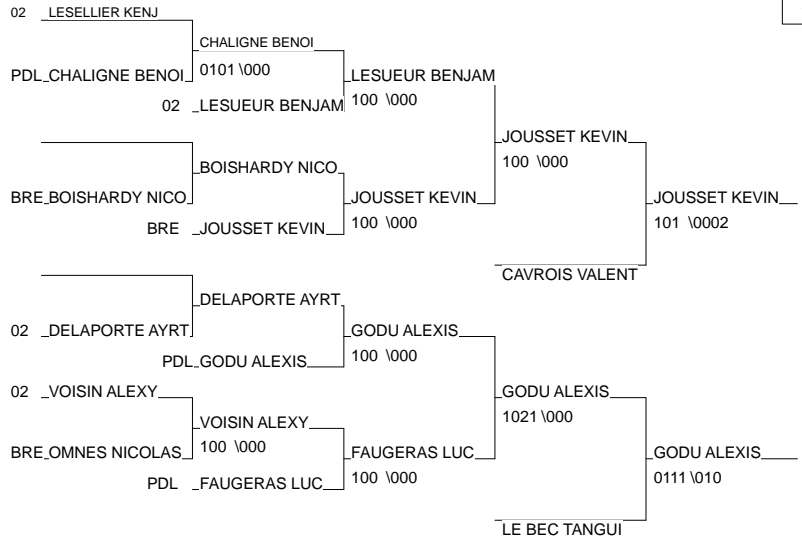 02 LESELLIER KENJ
CHALIGNE BENOI
PDL CHALIGNE BENOI 0101 \000 LESUEUR BENJAM
02 LESUEUR BENJAM 100 \000
JOUSSET KEVIN
100 \000
BOISHARDY NICO
BRE BOISHARDY NICO JOUSSET KEVIN JOUSSET KEVIN
BRE JOUSSET KEVIN 100 \000 101 \0002
CAVROIS VALENT
DELAPORTE AYRT
02 DELAPORTE AYRT GODU ALEXIS
PDL GODU ALEXIS 100 \000
02 VOISIN ALEXY GODU ALEXIS
1021 \000
VOISIN ALEXY
BRE OMNES NICOLAS 100 \000 FAUGERAS LUC GODU ALEXIS
PDL FAUGERAS LUC 100 \000 0111 \010
LE BEC TANGUI